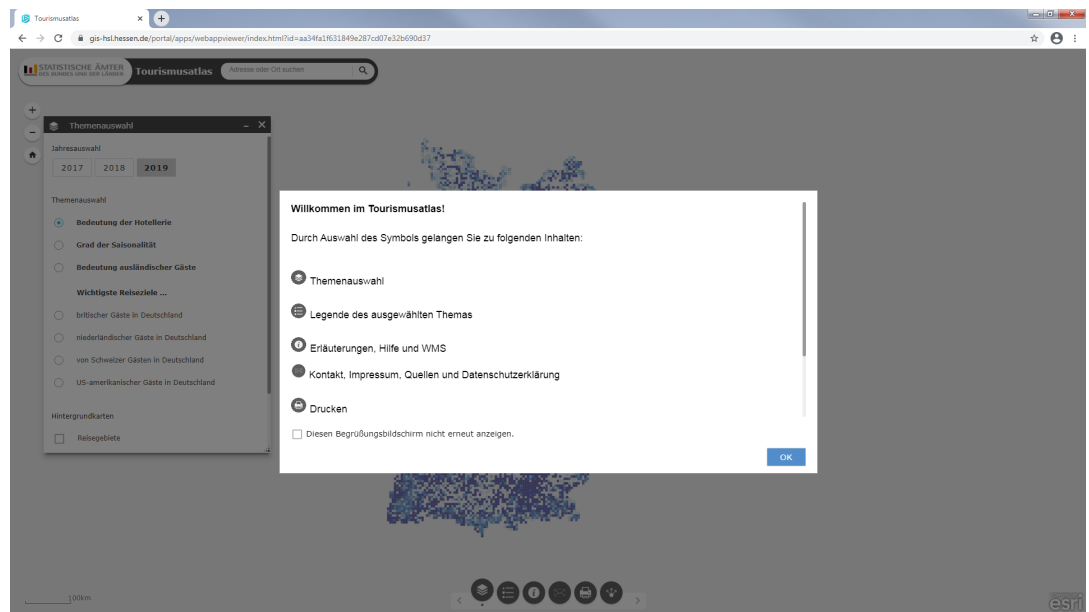 Tourismusatlas
gis-hsl.hessen.de/portal/apps/webappviewer/index.html?id=aa34fa1f631849e287cd07e32b690d37
STATISTISCHE ÄMTER
DES BUNDES UND DER LÄNDER
Tourismusatlas
Adresse oder Ort suchen
Themenauswahl
Jahresauswahl
2017 2018 2019
Themenauswahl
Bedeutung der Hotellerie
Grad der Saisonalität
Bedeutung ausländischer Gäste
Wichtigste Reiseziele ...
britischer Gäste in Deutschland
niederländischer Gäste in Deutschland
von Schweizer Gästen in Deutschland
US-amerikanischer Gäste in Deutschland
Hintergrundkarten
Reisegebiete
Willkommen im Tourismusatlas!
Durch Auswahl des Symbols gelangen Sie zu folgenden Inhalten:
Themenauswahl
Legende des ausgewählten Themas
Erläuterungen, Hilfe und WMS
Kontakt, Impressum, Quellen und Datenschutzerklärung
Drucken
Diesen Begrüßungsbildschirm nicht erneut anzeigen.
OK
100km
esri